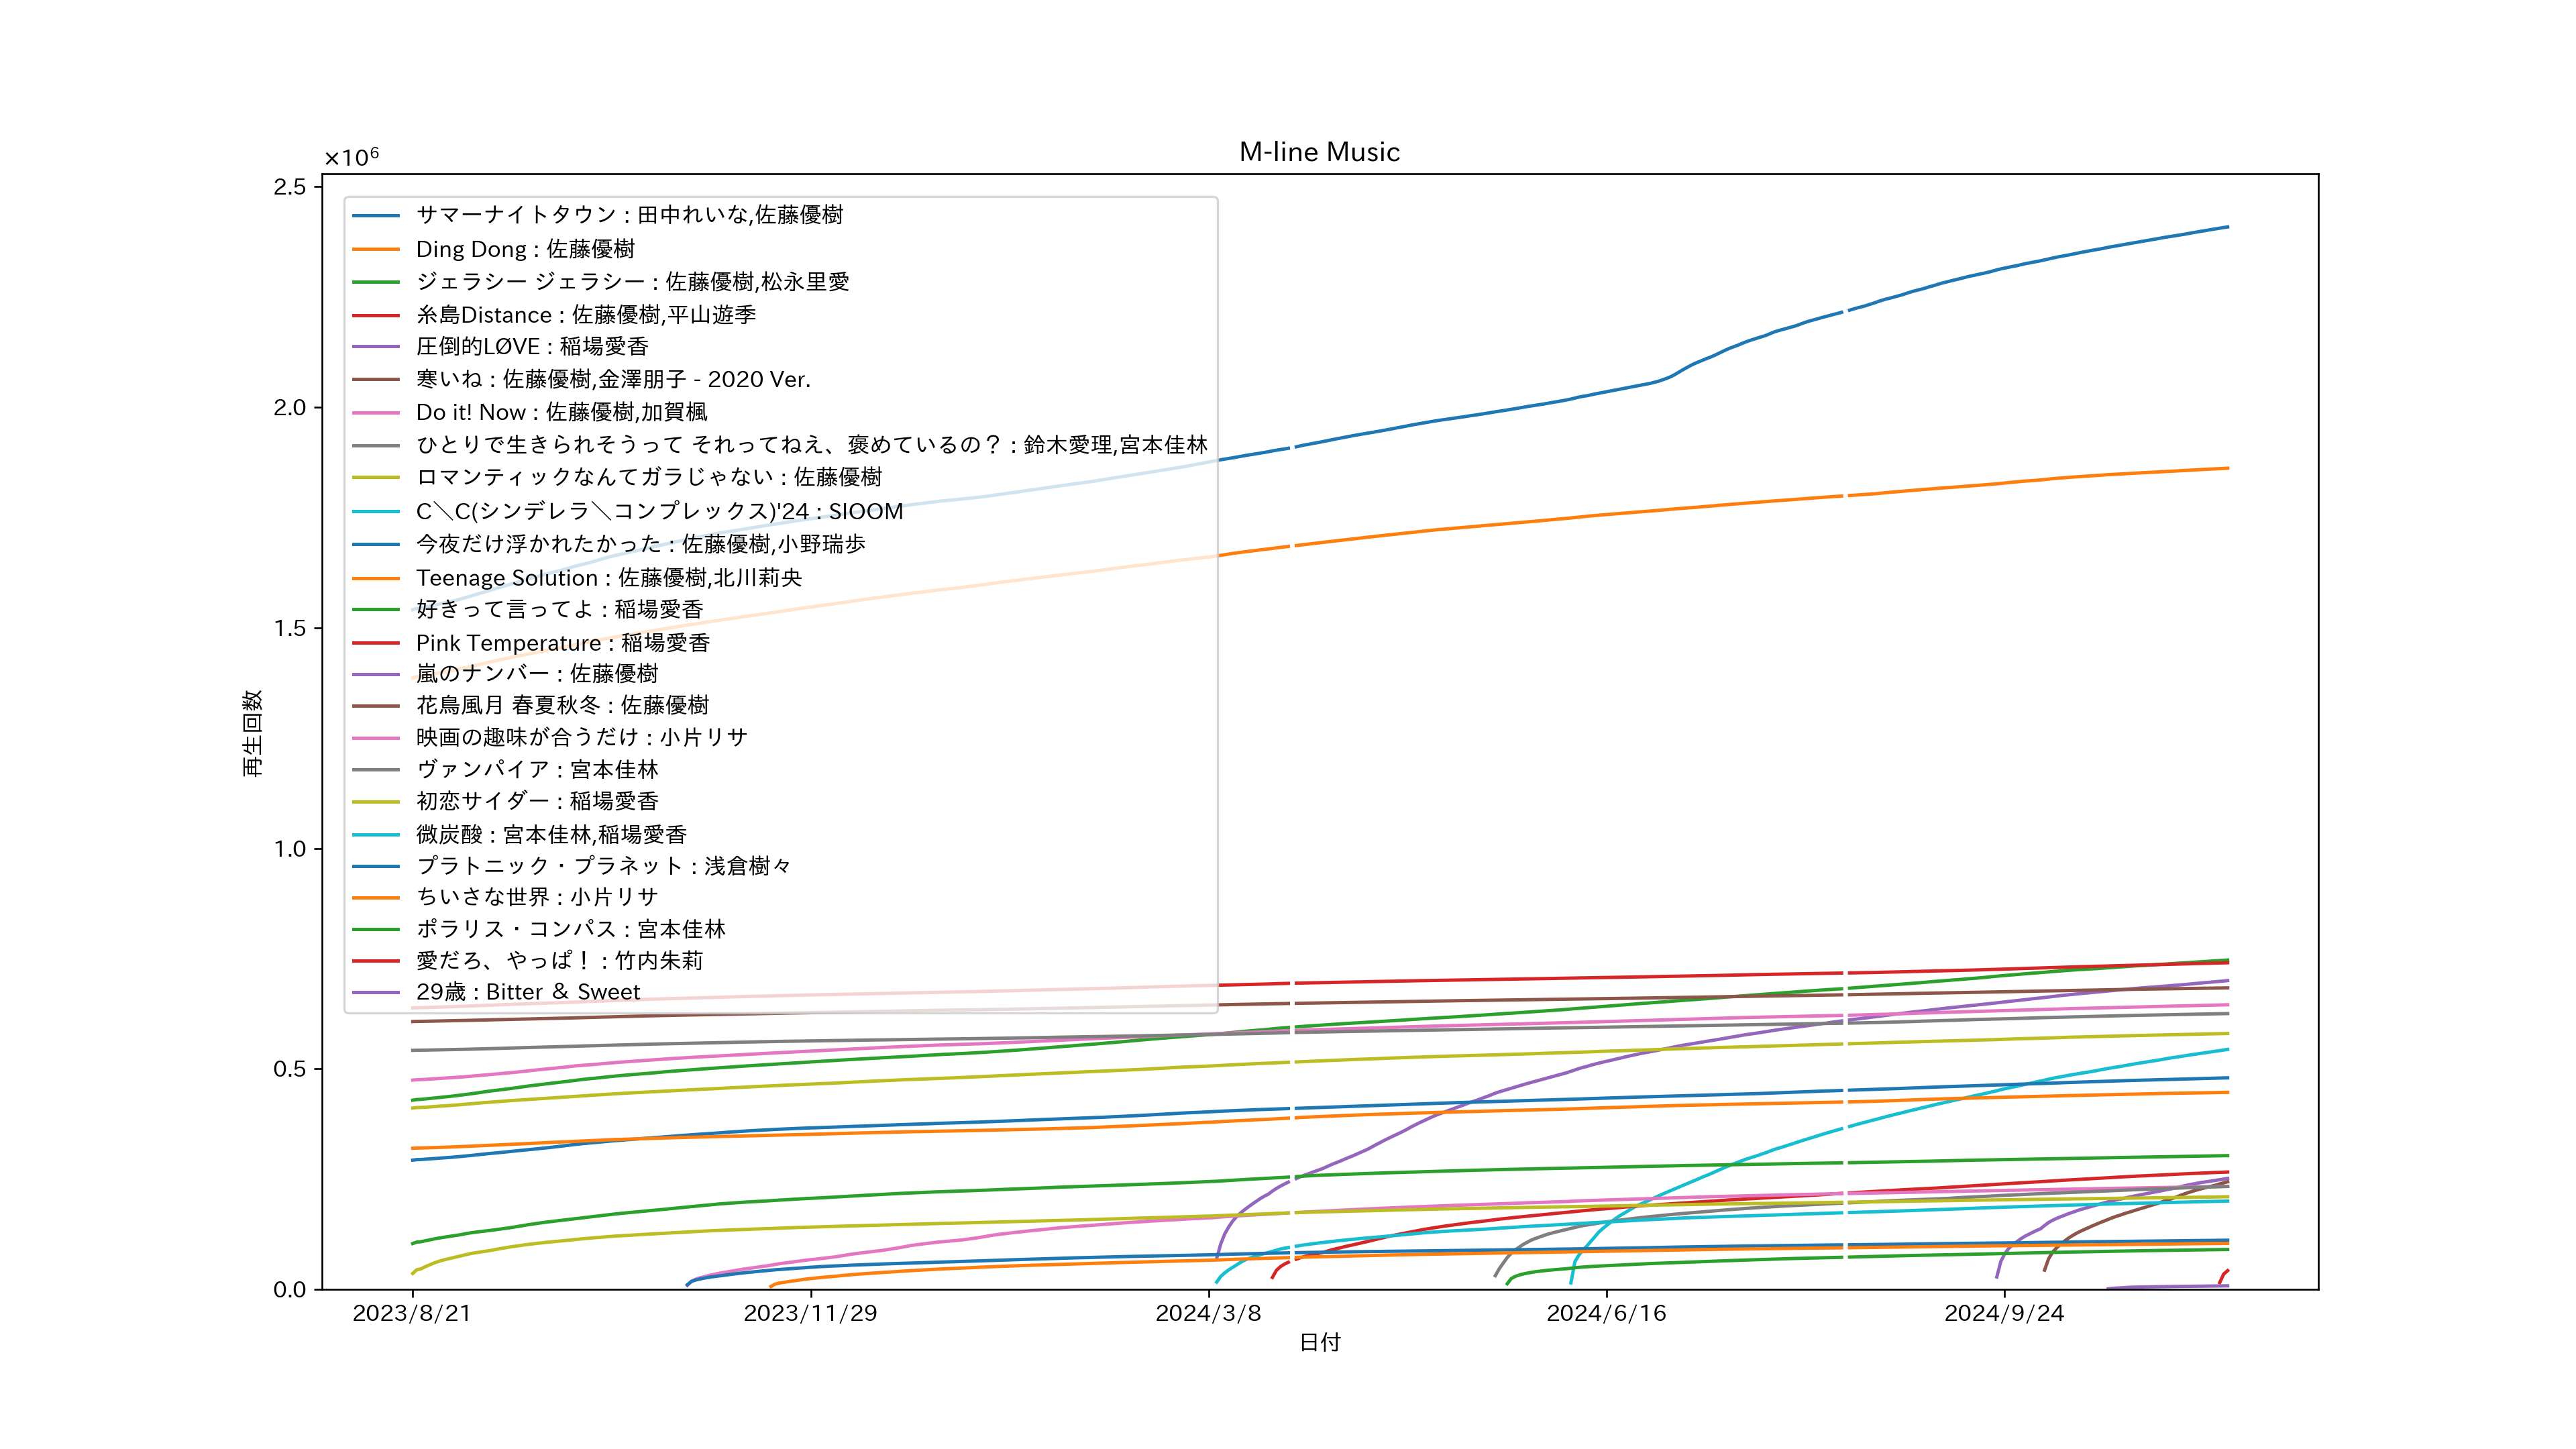 M-line Music
×10⁶
2.5
2.0
1.5
1.0
0.5
0.0
再生回数
サマーナイトタウン : 田中れいな,佐藤優樹
Ding Dong : 佐藤優樹
ジェラシー ジェラシー : 佐藤優樹,松永里愛
糸島Distance : 佐藤優樹,平山遊季
圧倒的LØVE : 稲場愛香
寒いね : 佐藤優樹,金澤朋子 - 2020 Ver.
Do it! Now : 佐藤優樹,加賀楓
ひとりで生きられそうって それってねえ、褒めているの？ : 鈴木愛理,宮本佳林
ロマンティックなんてガラじゃない : 佐藤優樹
C＼C(シンデレラ＼コンプレックス)'24 : SIOOM
今夜だけ浮かれたかった : 佐藤優樹,小野瑞歩
Teenage Solution : 佐藤優樹,北川莉央
好きって言ってよ : 稲場愛香
Pink Temperature : 稲場愛香
嵐のナンバー : 佐藤優樹
花鳥風月 春夏秋冬 : 佐藤優樹
映画の趣味が合うだけ : 小片リサ
ヴァンパイア : 宮本佳林
初恋サイダー : 稲場愛香
微炭酸 : 宮本佳林,稲場愛香
プラトニック・プラネット : 浅倉樹々
ちいさな世界 : 小片リサ
ポラリス・コンパス : 宮本佳林
愛だろ、やっぱ！ : 竹内朱莉
29歳 : Bitter ＆ Sweet
2023/8/21
2023/11/29
2024/3/8
2024/6/16
2024/9/24
日付